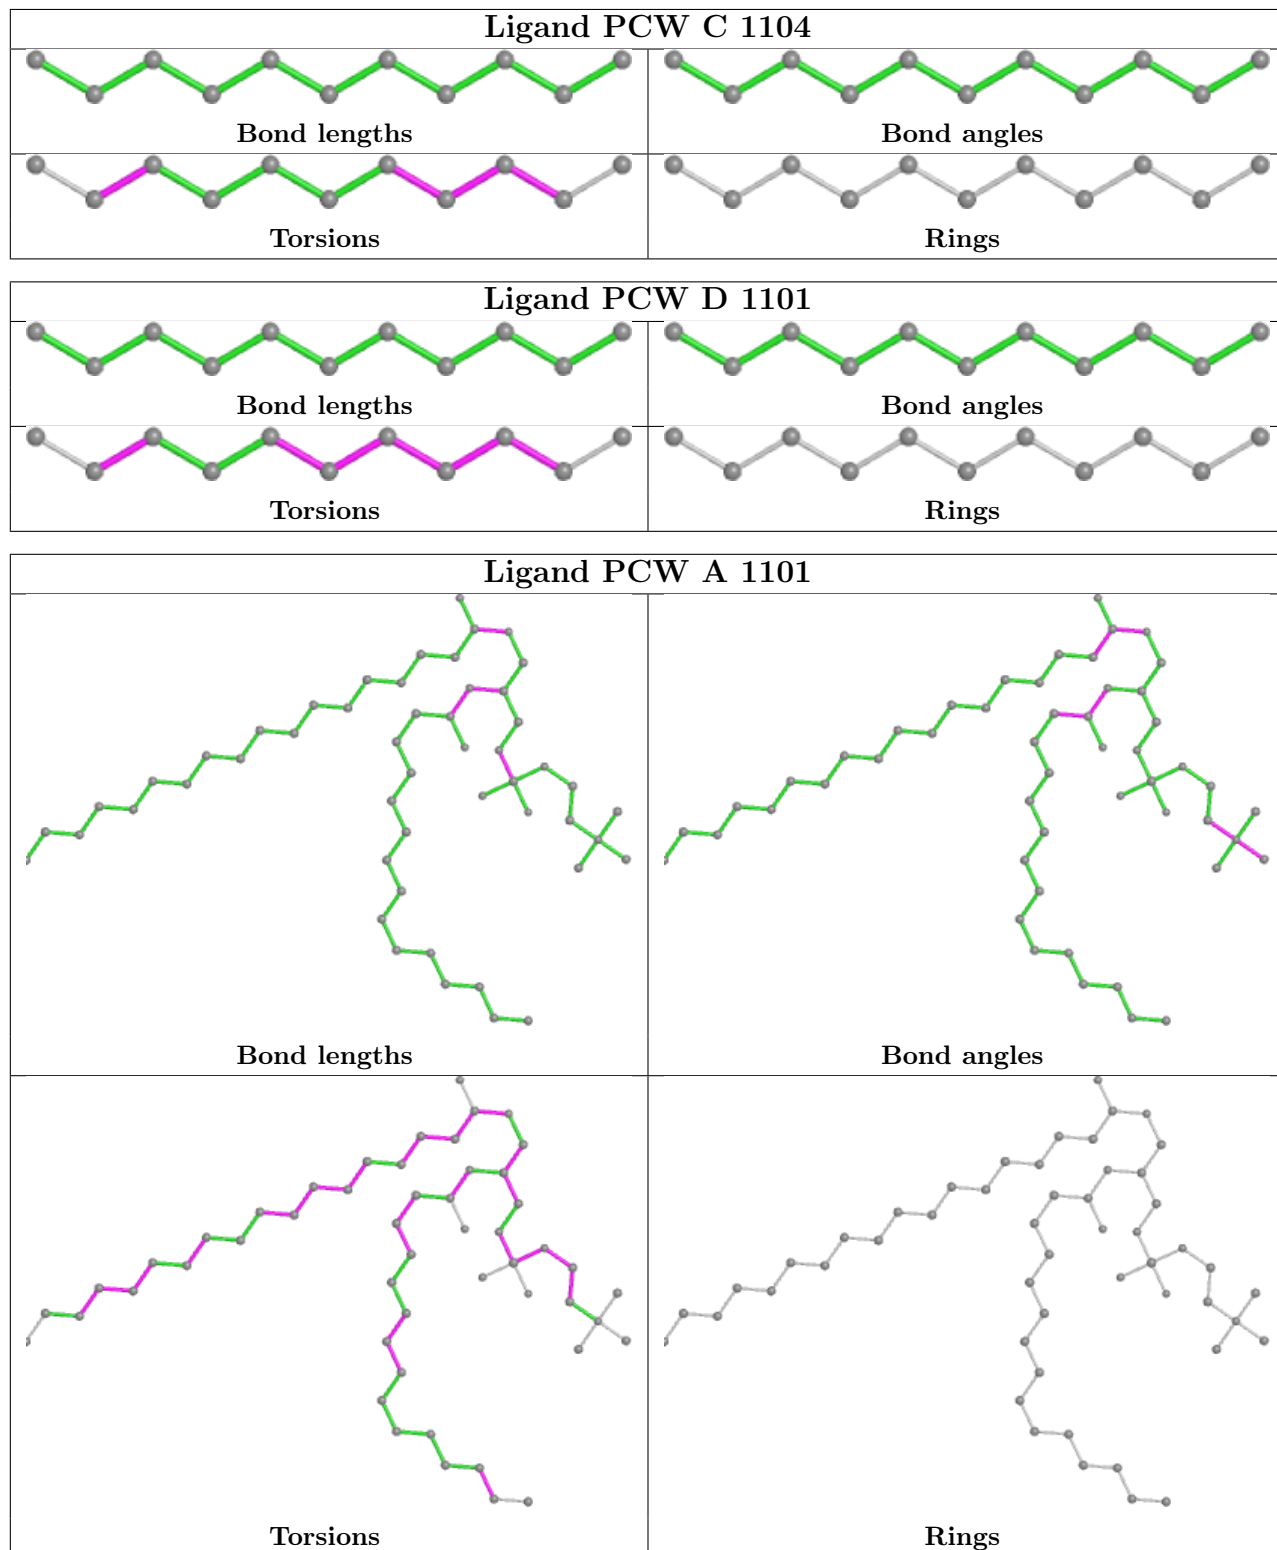 Ligand PCW C 1104
Bond lengths
Bond angles
Torsions
Rings
Ligand PCW D 1101
Bond lengths
Bond angles
Torsions
Rings
Ligand PCW A 1101
Bond lengths
Bond angles
Torsions
Rings